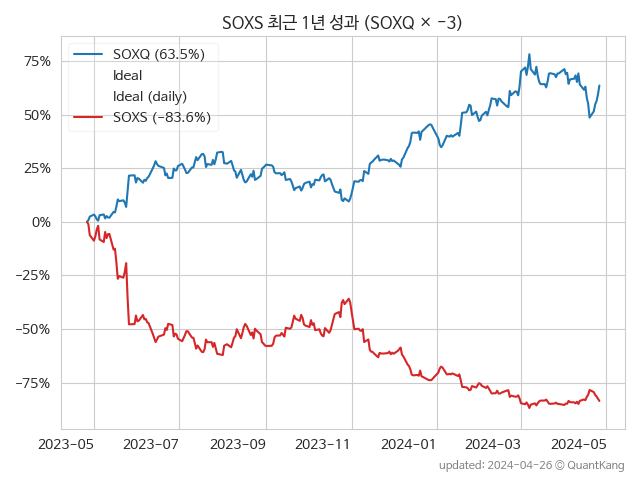 SOXS 최근 1년 성과 (SOXQ × −3)
SOXQ (63.5%)
Ideal
Ideal (daily)
SOXS (−83.6%)
75%
50%
25%
0%
−25%
−50%
−75%
2023-05
2023-07
2023-09
2023-11
2024-01
2024-03
2024-05
updated: 2024-04-26 © QuantKang